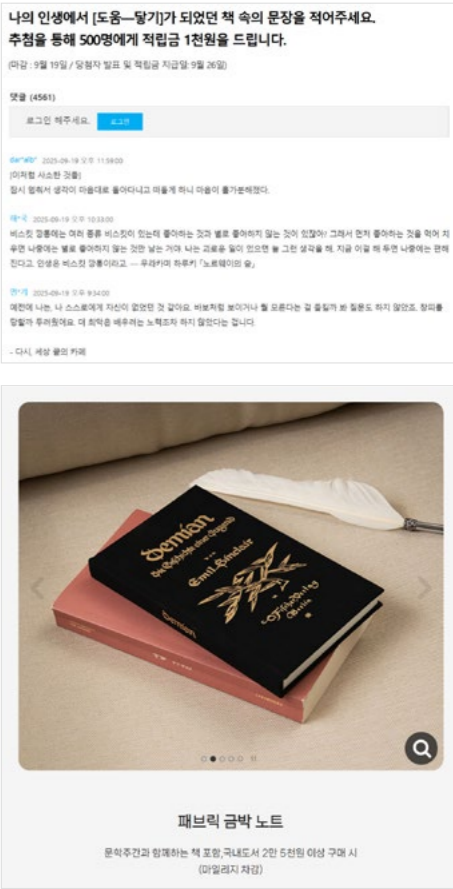 나의 인생에서 [도움—닿기]가 되었던 책 속의 문장을 적어주세요.
추첨을 통해 500명에게 적립금 1천원을 드립니다.
(마감 : 9월 19일 / 당첨자 발표 및 적립금 지급일: 9월 26일)
댓글 (4561)
로그인 해주세요. 로그인
2025-09-19 오후 11:59:00
[이처럼 사소한 것들]
잠시 멈춰서 생각이 마음대로 돌아다니고 떠돌게 하니 마음이 홀가분해졌다.
2025-09-19 오후 10:33:00
비스킷 깡통에는 여러 종류 비스킷이 있는데 좋아하는 것과 별로 좋아하지 않는 것이 있잖아? 그래서 먼저 좋아하는 것을 먹어 치
우면 나중에는 별로 좋아하지 않는 것만 남는 거야. 나는 괴로운 일이 있으면 늘 그런 생각을 해. 지금 이걸 해 두면 나중에는 편해
진다고. 인생은 비스킷 깡통이라고. ― 무라카미 하루키 『노르웨이의 숲』
2025-09-19 오후 9:34:00
예전에 나는, 나 스스로에게 자신이 없었던 것 같아요. 바보처럼 보이거나 뭘 모른다는 걸 들킬까 봐 질문도 하지 않았죠. 창피를
당할까 두려웠어요. 더 최악은 배우려는 노력조차 하지 않았다는 겁니다.
- 다시, 세상 끝의 카페
Demian
Die Geschichte einer Jugend
von
Emil Sinclair
S. Fischer Verlag
Berlin
Demian
패브릭 금박 노트
문학주간과 함께하는 책 포함,국내도서 2만 5천원 이상 구매 시
(마일리지 차감)